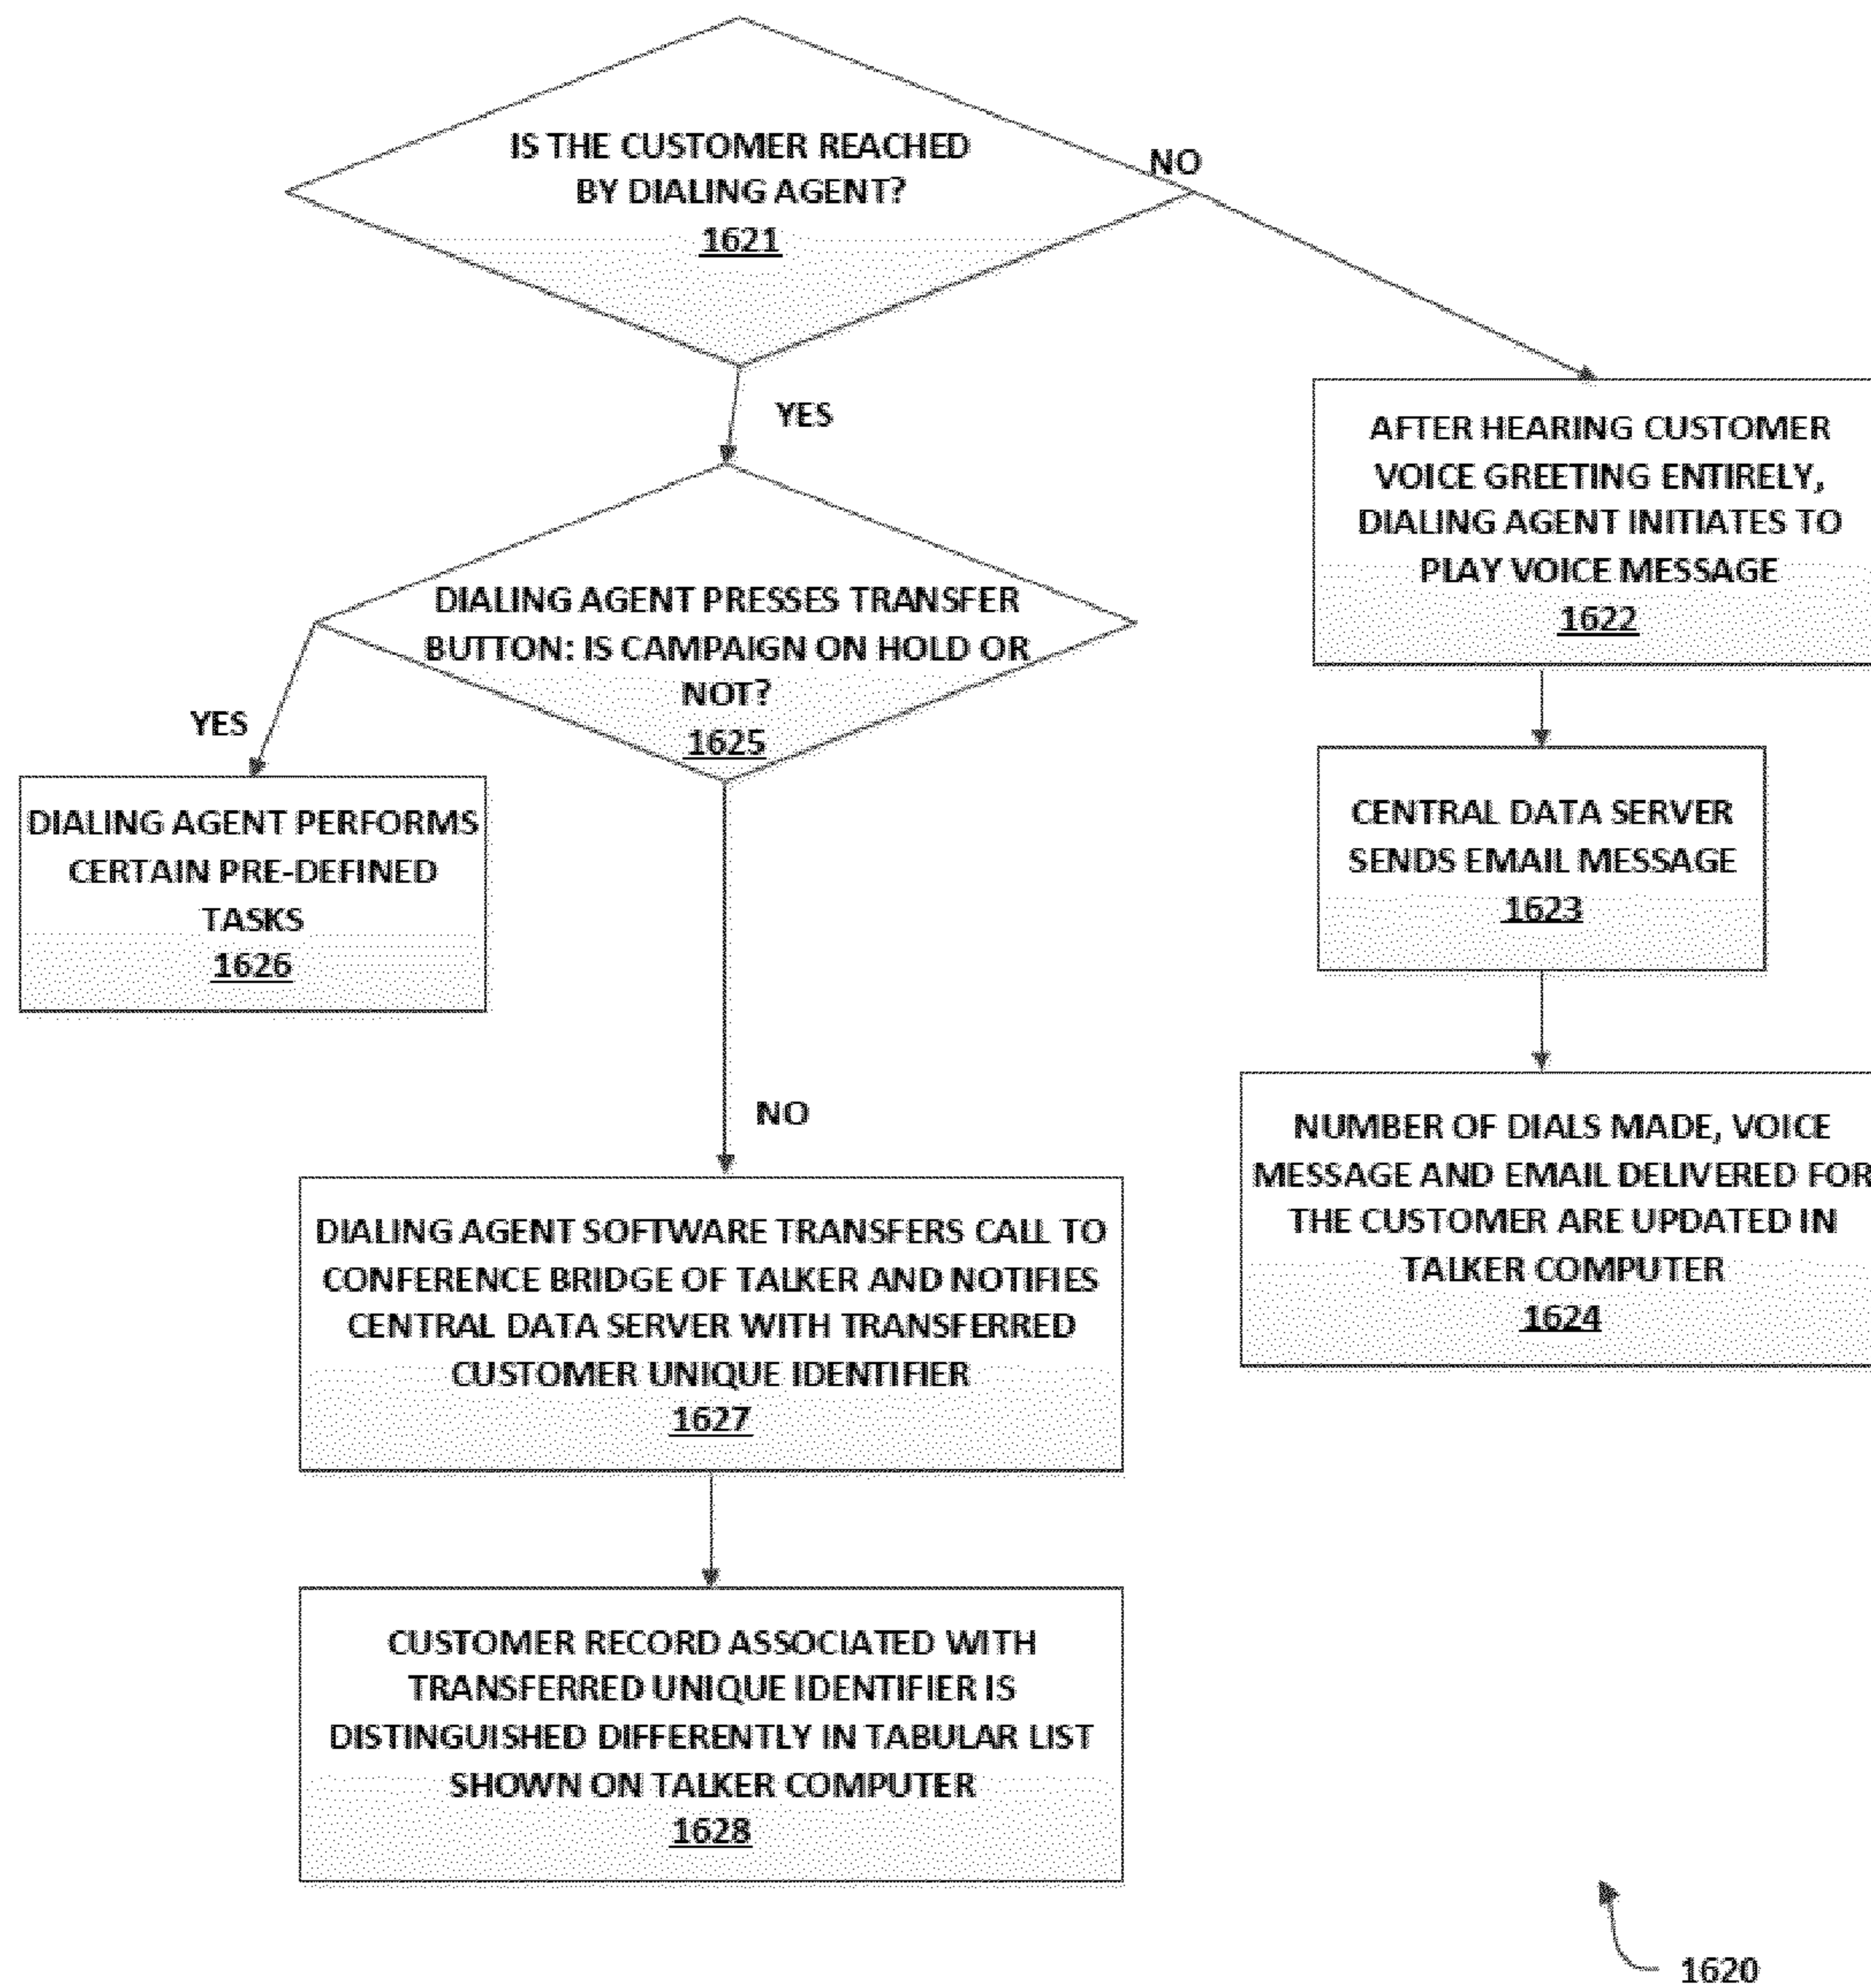 IS THE CUSTOMER REACHED
BY DIALING AGENT?
1621
NO
YES
AFTER HEARING CUSTOMER
VOICE GREETING ENTIRELY,
DIALING AGENT INITIATES TO
PLAY VOICE MESSAGE
1622
DIALING AGENT PRESSES TRANSFER
BUTTON: IS CAMPAIGN ON HOLD OR
NOT?
1625
YES
DIALING AGENT PERFORMS
CERTAIN PRE-DEFINED
TASKS
1626
CENTRAL DATA SERVER
SENDS EMAIL MESSAGE
1623
NO
NUMBER OF DIALS MADE, VOICE
MESSAGE AND EMAIL DELIVERED FOR
THE CUSTOMER ARE UPDATED IN
TALKER COMPUTER
1624
DIALING AGENT SOFTWARE TRANSFERS CALL TO
CONFERENCE BRIDGE OF TALKER AND NOTIFIES
CENTRAL DATA SERVER WITH TRANSFERRED
CUSTOMER UNIQUE IDENTIFIER
1627
CUSTOMER RECORD ASSOCIATED WITH
TRANSFERRED UNIQUE IDENTIFIER IS
DISTINGUISHED DIFFERENTLY IN TABULAR LIST
SHOWN ON TALKER COMPUTER
1628
1620